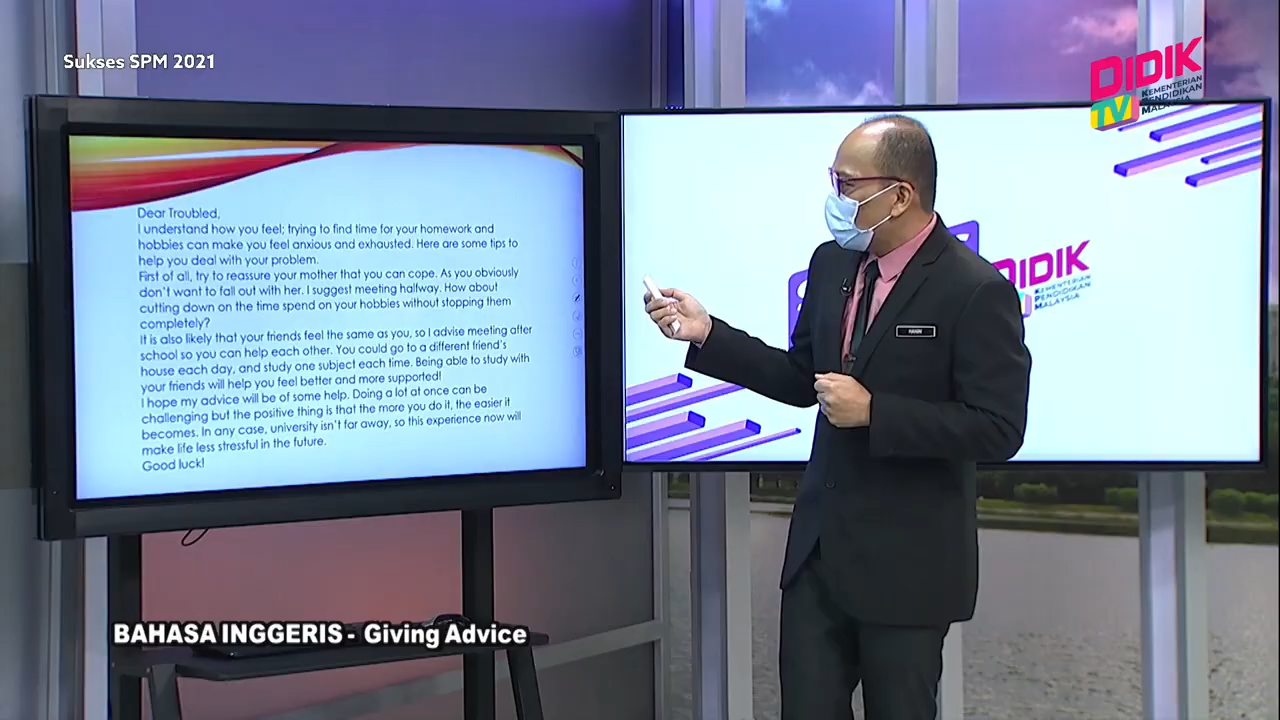 Sukses SPM 2021
DIDIK
TV
KEMENTERIAN
PENDIDIKAN
MALAYSIA
Dear Troubled,
I understand how you feel; trying to find time for your homework and
hobbies can make you feel anxious and exhausted. Here are some tips to
help you deal with your problem.
First of all, try to reassure your mother that you can cope. As you obviously
don't want to fall out with her. I suggest meeting halfway. How about
cutting down on the time spend on your hobbies without stopping them
completely?
It is also likely that your friends feel the same as you, so I advise meeting after
school so you can help each other. You could go to a different friend's
house each day, and study one subject each time. Being able to study with
your friends will help you feel better and more supported!
I hope my advice will be of some help. Doing a lot at once can be
challenging but the positive thing is that the more you do it, the easier it
becomes. In any case, university isn't far away, so this experience now will
make life less stressful in the future.
Good luck!
DIDIK
KEMENTERIAN
PENDIDIKAN
MALAYSIA
BAHASA INGGERIS - Giving Advice